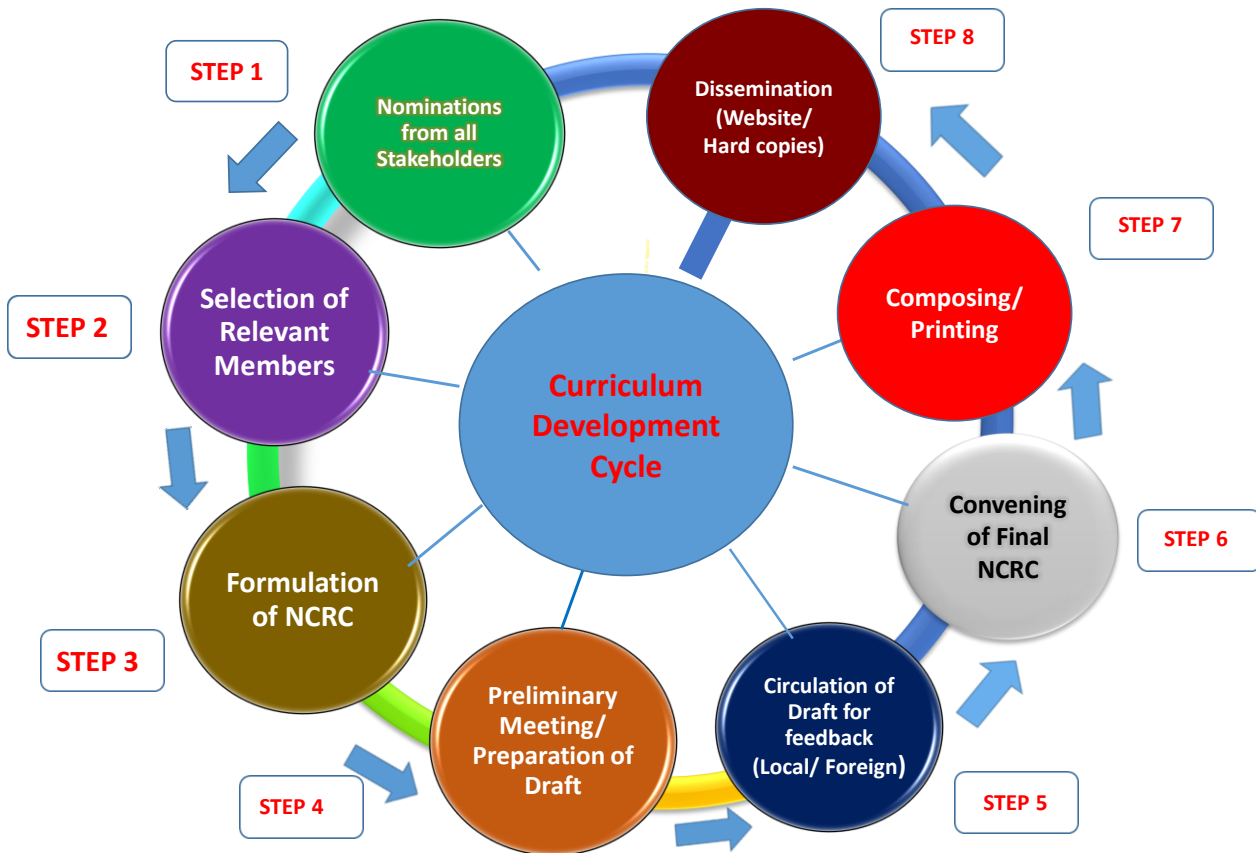 Curriculum
Development
Cycle
STEP 1
Nominations
from all
Stakeholders
STEP 2
Selection of
Relevant
Members
STEP 3
Formulation
of NCRC
STEP 4
Preliminary
Meeting/
Preparation of
Draft
STEP 5
Circulation of
Draft for
feedback
(Local/ Foreign)
STEP 6
Convening
of Final
NCRC
STEP 7
Composing/
Printing
STEP 8
Dissemination
(Website/
Hard copies)